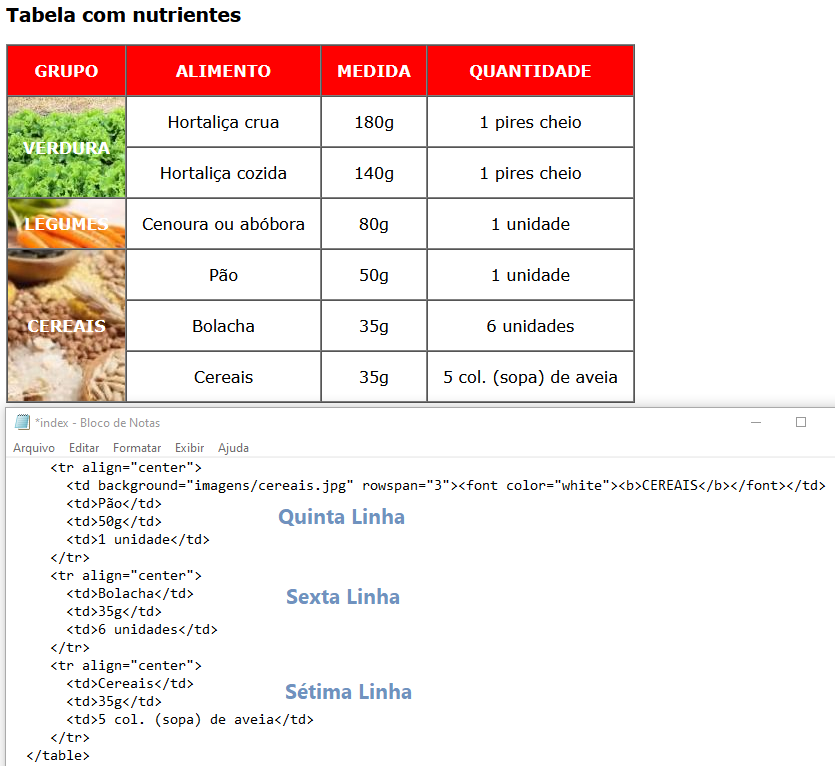 Tabela com nutrientes
GRUPO ALIMENTO MEDIDA QUANTIDADE
VERDURA Hortaliça crua 180g 1 pires cheio
Hortaliça cozida 140g 1 pires cheio
LEGUMES Cenoura ou abóbora 80g 1 unidade
CEREAIS Pão 50g 1 unidade
Bolacha 35g 6 unidades
Cereais 35g 5 col. (sopa) de aveia
*index - Bloco de Notas
Arquivo Editar Formatar Exibir Ajuda
<tr align="center">
<td background="imagens/cereais.jpg" rowspan="3"><font color="white"><b>CEREAIS</b></font></td>
<td>Pão</td>
<td>50g</td>
Quinta Linha
<td>1 unidade</td>
</tr>
<tr align="center">
<td>Bolacha</td>
Sexta Linha
<td>35g</td>
<td>6 unidades</td>
</tr>
<tr align="center">
<td>Cereais</td>
Sétima Linha
<td>35g</td>
<td>5 col. (sopa) de aveia</td>
</tr>
</table>